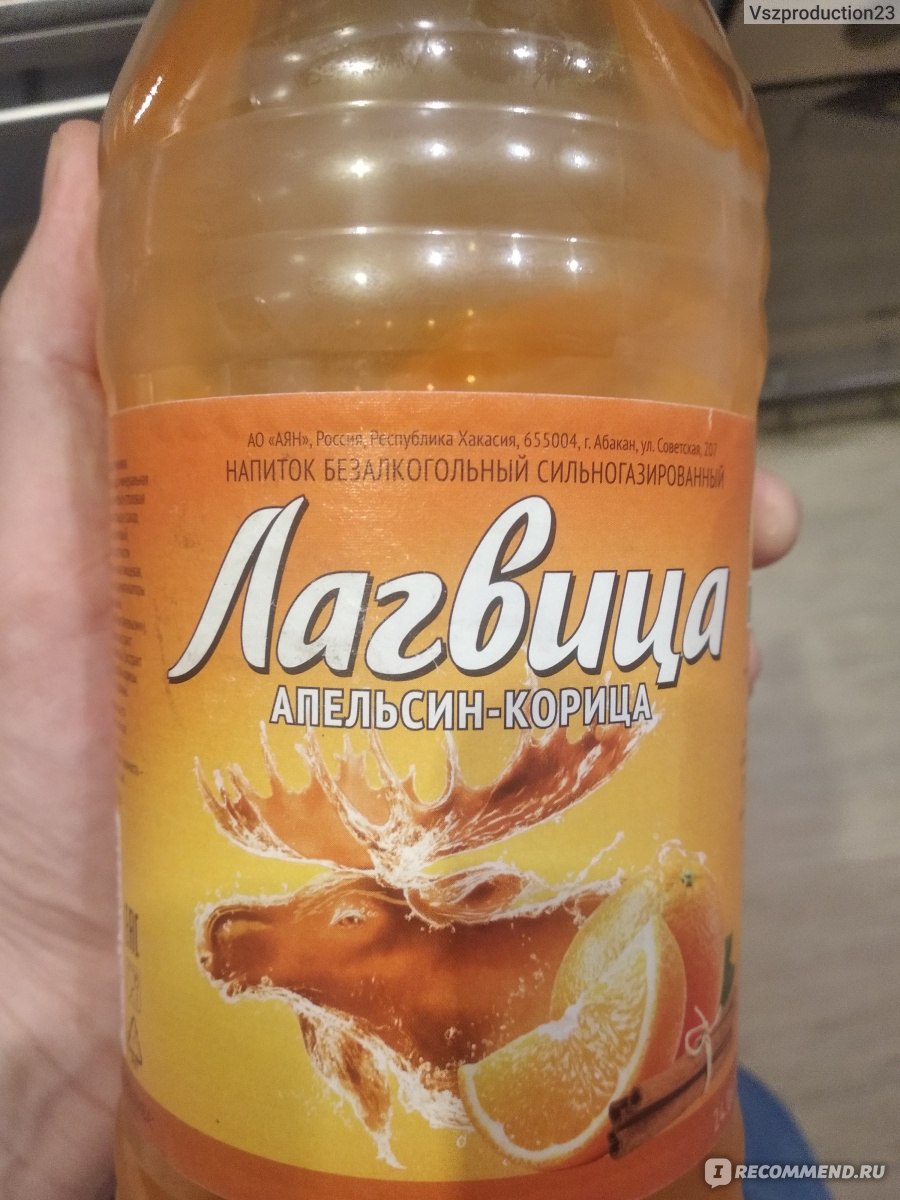 Vszproduction23
АО «АЯН», Россия, Республика Хакасия, 655004, г. Абакан, ул. Советская, 207
НАПИТОК БЕЗАЛКОГОЛЬНЫЙ СИЛЬНОГАЗИРОВАННЫЙ
Лагвица
АПЕЛЬСИН-КОРИЦА
I RECOMMEND.RU